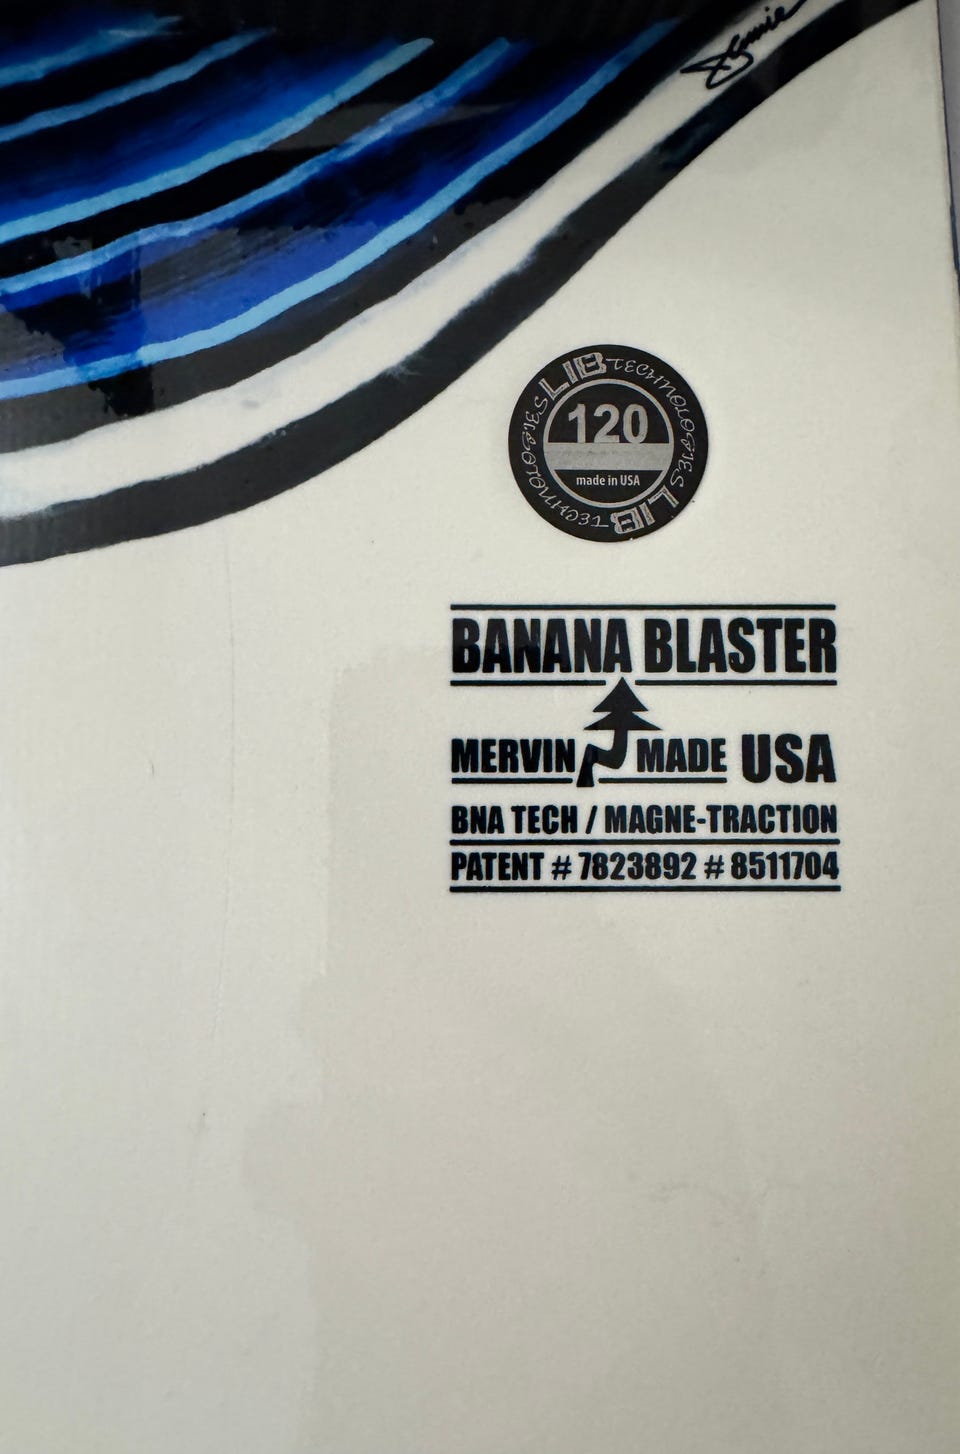 Jamie
LIB TECHNOLOGIES LIB TECHNOLOGIES
120
made in USA
BANANA BLASTER
MERVIN MADE USA
BNA TECH / MAGNE-TRACTION
PATENT # 7823892 # 8511704